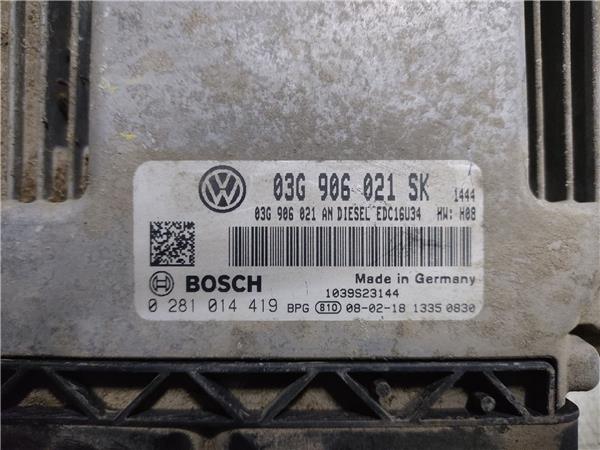 03G 906 021 SK 1444
03G 906 021 AN DIESEL EDC16U34 HW: H08
BOSCH Made in Germany
1039S23144
0 281 014 419 BPG 810 08-02-18 1335 0830